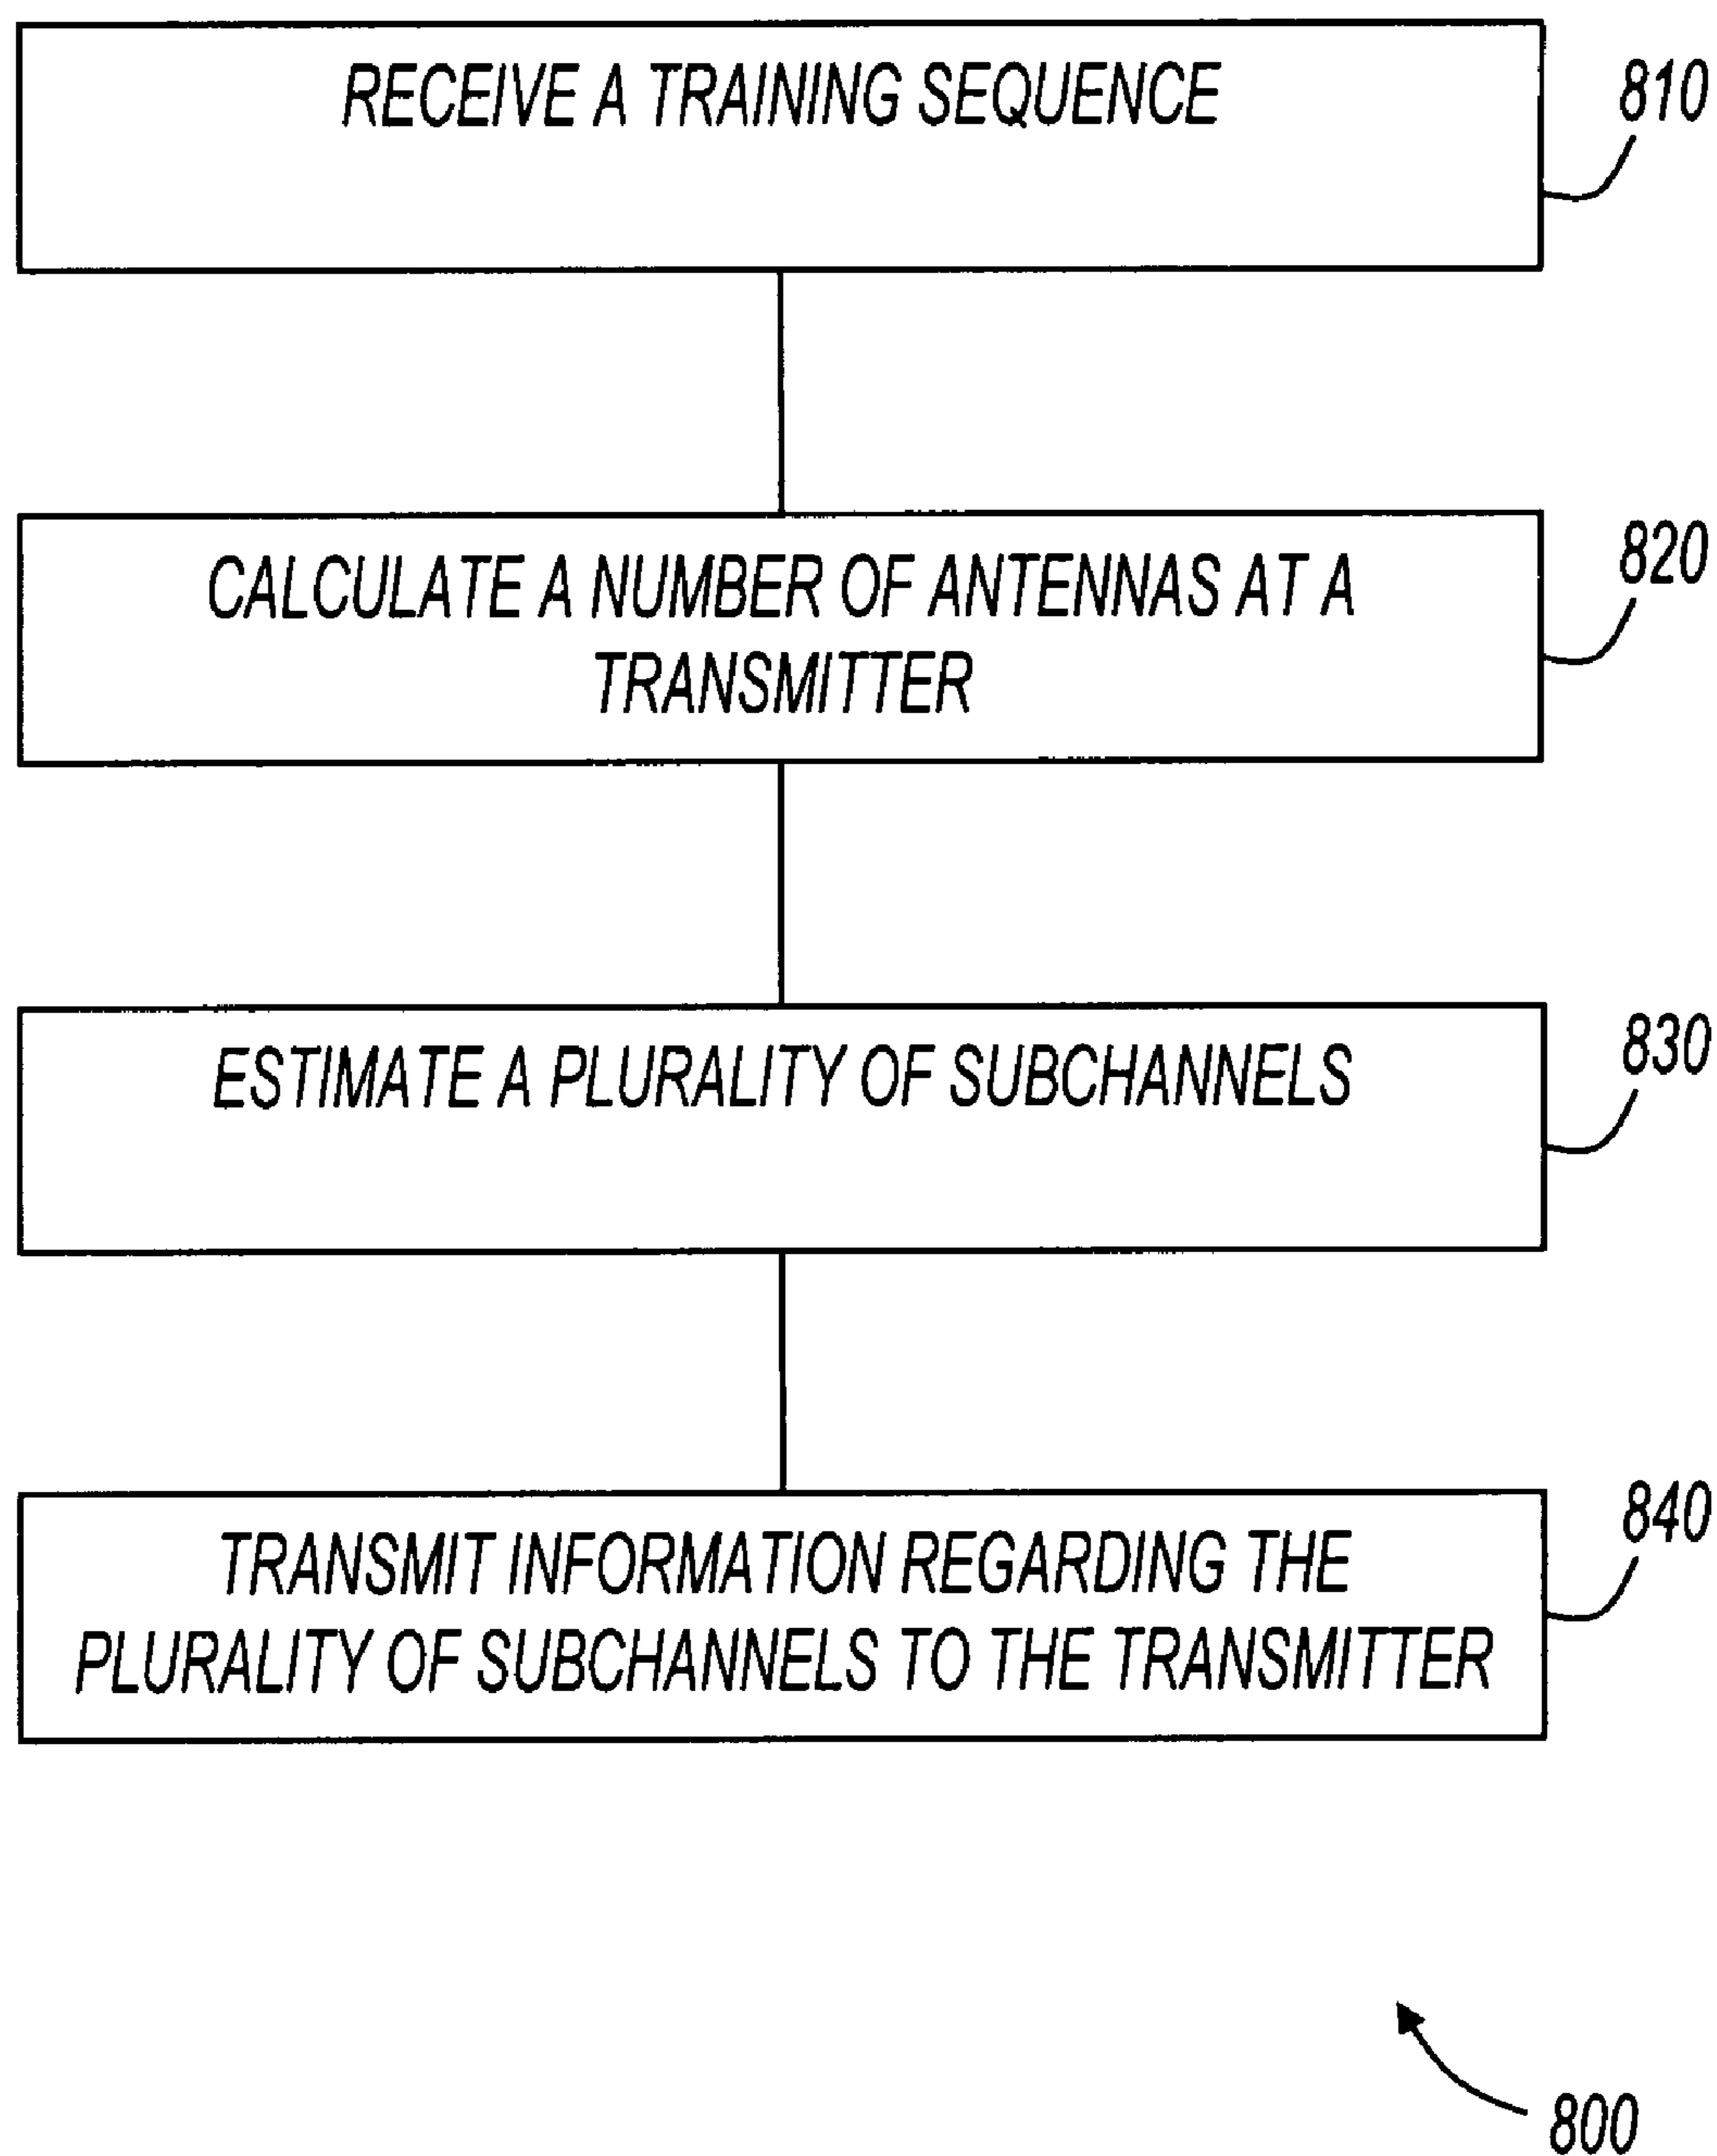 RECEIVE A TRAINING SEQUENCE
810
CALCULATE A NUMBER OF ANTENNAS AT A
TRANSMITTER
820
ESTIMATE A PLURALITY OF SUBCHANNELS
830
TRANSMIT INFORMATION REGARDING THE
PLURALITY OF SUBCHANNELS TO THE TRANSMITTER
840
800